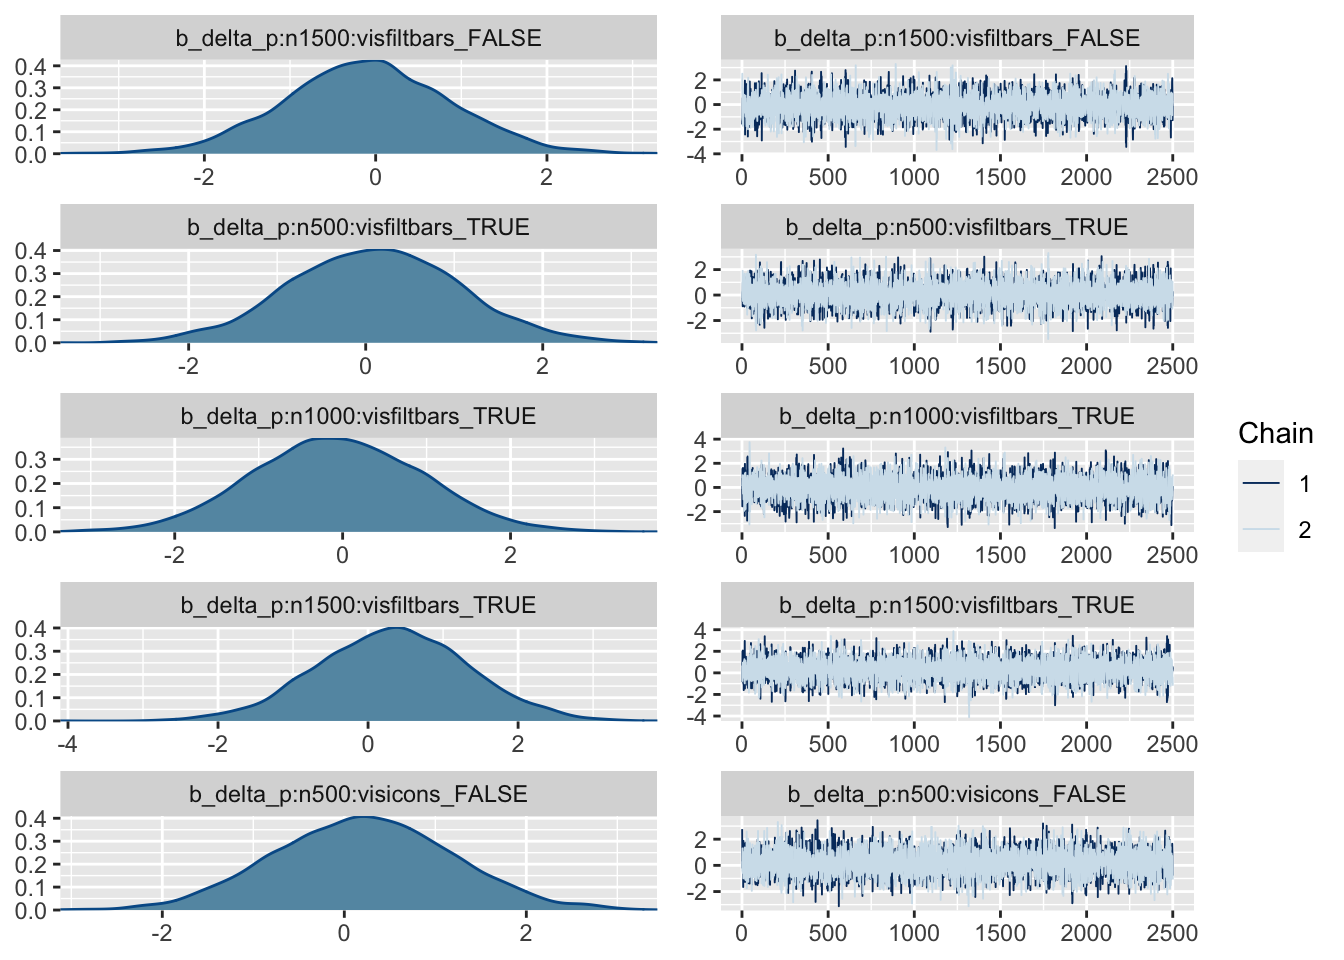 b_delta_p:n1500:visfiltbars_FALSE
0.4
0.3
0.2
0.1
0.0
-2 0 2
b_delta_p:n1500:visfiltbars_FALSE
2
0
-2
-4
0 500 1000 1500 2000 2500
b_delta_p:n500:visfiltbars_TRUE
0.4
0.3
0.2
0.1
0.0
-2 0 2
b_delta_p:n500:visfiltbars_TRUE
2
0
-2
0 500 1000 1500 2000 2500
b_delta_p:n1000:visfiltbars_TRUE
0.3
0.2
0.1
0.0
-2 0 2
b_delta_p:n1000:visfiltbars_TRUE
4
2
0
-2
0 500 1000 1500 2000 2500
b_delta_p:n1500:visfiltbars_TRUE
0.4
0.3
0.2
0.1
0.0
-4 -2 0 2
b_delta_p:n1500:visfiltbars_TRUE
4
2
0
-2
-4
0 500 1000 1500 2000 2500
b_delta_p:n500:visicons_FALSE
0.4
0.3
0.2
0.1
0.0
-2 0 2
b_delta_p:n500:visicons_FALSE
2
0
-2
0 500 1000 1500 2000 2500
Chain
1
2